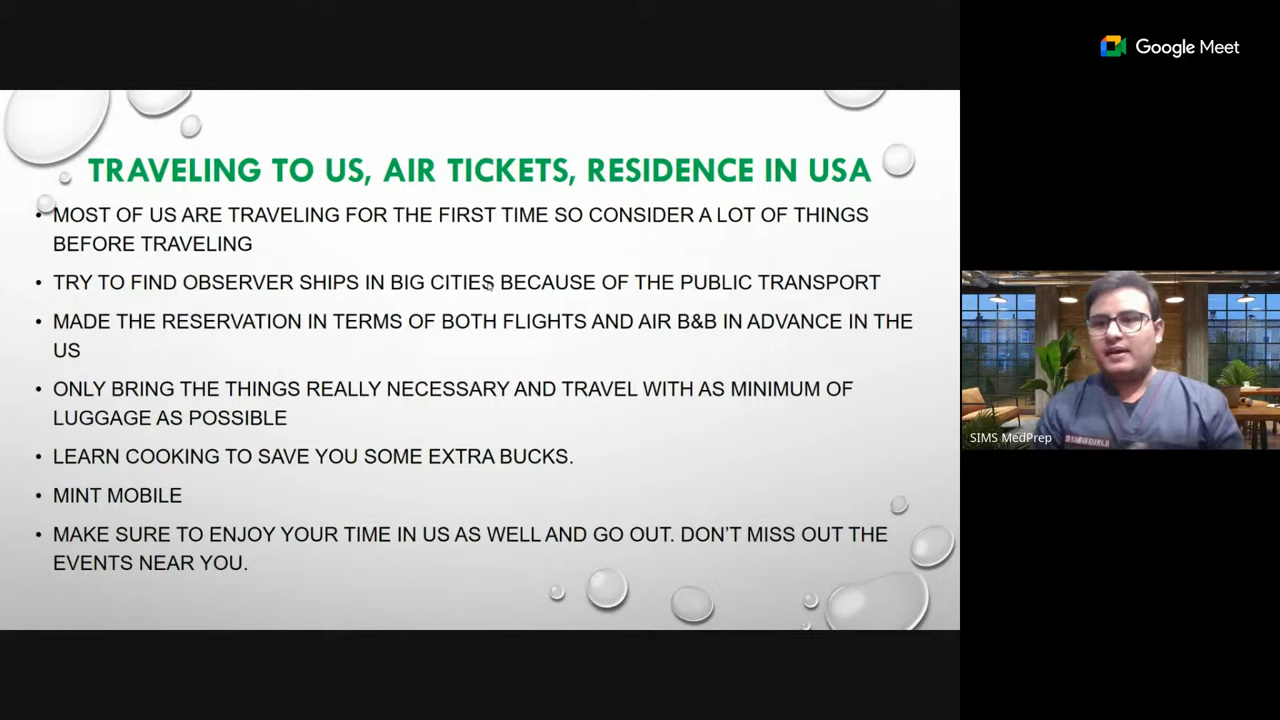 Google Meet
TRAVELING TO US, AIR TICKETS, RESIDENCE IN USA
• MOST OF US ARE TRAVELING FOR THE FIRST TIME SO CONSIDER A LOT OF THINGS
BEFORE TRAVELING
• TRY TO FIND OBSERVER SHIPS IN BIG CITIES BECAUSE OF THE PUBLIC TRANSPORT
• MADE THE RESERVATION IN TERMS OF BOTH FLIGHTS AND AIR B&B IN ADVANCE IN THE
US
• ONLY BRING THE THINGS REALLY NECESSARY AND TRAVEL WITH AS MINIMUM OF
LUGGAGE AS POSSIBLE
• LEARN COOKING TO SAVE YOU SOME EXTRA BUCKS.
• MINT MOBILE
• MAKE SURE TO ENJOY YOUR TIME IN US AS WELL AND GO OUT. DON'T MISS OUT THE
EVENTS NEAR YOU.
SIMS MedPrep